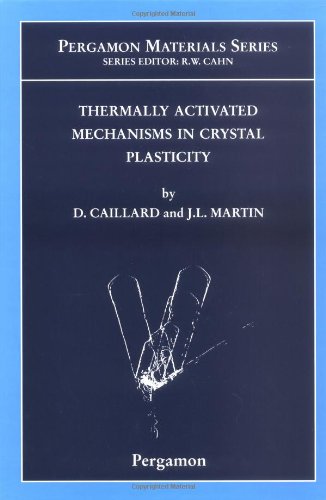 PERGAMON MATERIALS SERIES
SERIES EDITOR: R.W. CAHN
THERMALLY ACTIVATED
MECHANISMS IN CRYSTAL
PLASTICITY
by
D. CAILLARD and J.L. MARTIN
Pergamon